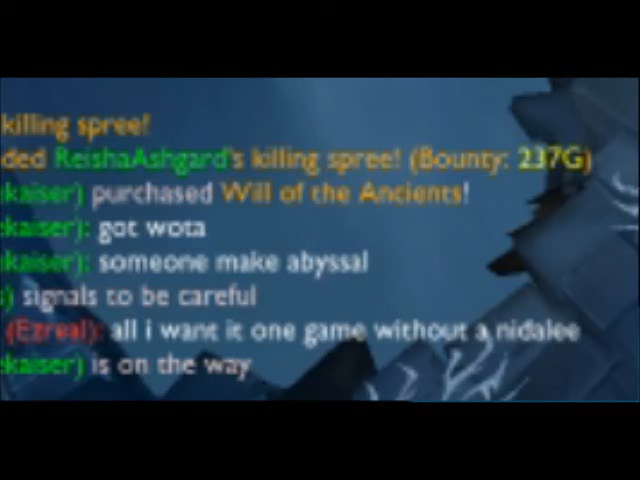 killing spree!
ded ReishaAshgard's killing spree! (Bounty: 237G)
kaiser) purchased Will of the Ancients!
kaiser): got wota
kaiser): someone make abyssal
s) signals to be careful
(Ezreal): all i want it one game without a nidalee
kaiser) is on the way